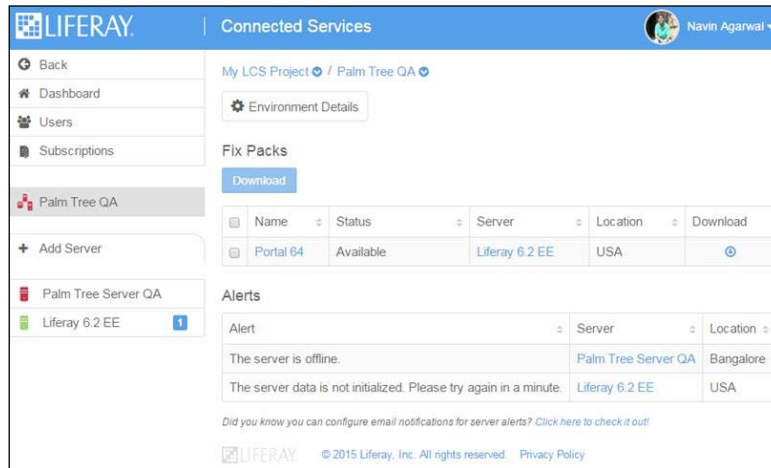 LIFERAY.
Connected Services
Navin Agarwal
Back
Dashboard
Users
Subscriptions
Palm Tree QA
+ Add Server
Palm Tree Server QA
Liferay 6.2 EE 1
My LCS Project / Palm Tree QA
Environment Details
Fix Packs
Download
Name Status Server Location Download
Portal 64 Available Liferay 6.2 EE USA
Alerts
Alert Server Location
The server is offline. Palm Tree Server QA Bangalore
The server data is not initialized. Please try again in a minute. Liferay 6.2 EE USA
Did you know you can configure email notifications for server alerts? Click here to check it out!
LIFERAY. © 2015 Liferay, Inc. All rights reserved. Privacy Policy